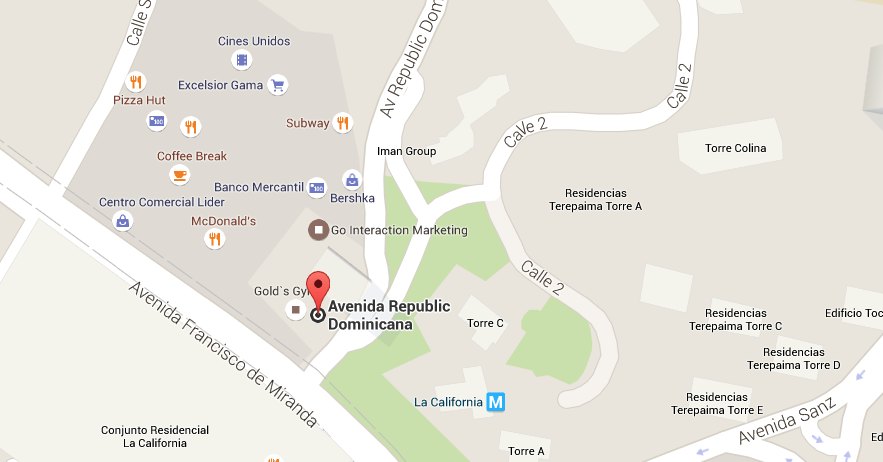 Calle S
Cines Unidos
Av Republic Dom
Calle 2
Excelsior Gama
Pizza Hut
Subway
Calle 2
Iman Group
Torre Colina
Coffee Break
Banco Mercantil
Bershka
Residencias
Terepaima Torre A
Centro Comercial Lider
McDonald's
Go Interaction Marketing
Calle 2
Gold`s Gy
Avenida Republic
Dominicana
Avenida Francisco de Miranda
Torre C
Residencias
Terepaima Torre C
Edificio Toc
Residencias
Terepaima Torre D
La California M
Residencias
Terepaima Torre E
Avenida Sanz
Conjunto Residencial
La California
Torre A
Ed